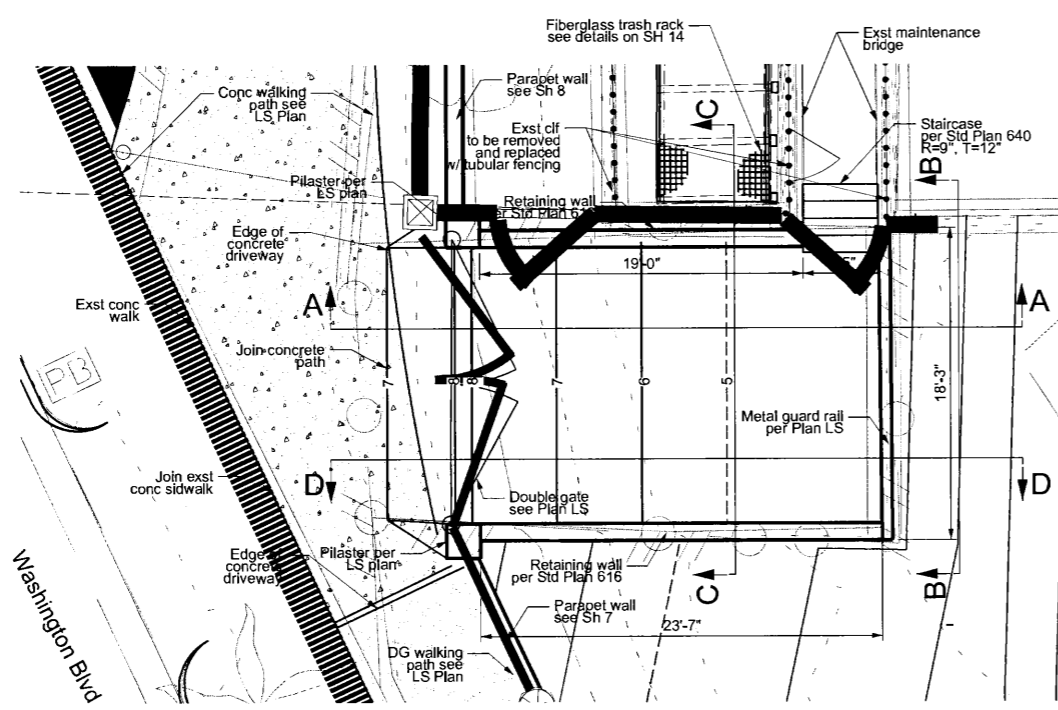 Fiberglass trash rack
see details on SH 14
Exst maintenance
bridge
Conc walking
path see
LS Plan
Parapet wall
see Sh 8
C
Exst clf
to be removed
and replaced
w/ tubular fencing
Staircase
per Std Plan 640
R=9", T=12"
B
Pilaster per
LS plan
Retaining wall
per Std Plan 6
Edge of
concrete
driveway
19'-0"
A
A
Exst conc
walk
Join concrete
path
PB
7
8
8
7
6
5
18'-3"
Metal guard rail
per Plan LS
Join exst
conc sidwalk
D
D
Double gate
see Plan LS
Edge of
concrete
driveway
Pilaster per
LS plan
Retaining wall
per Std Plan 616
C
B
Parapet wall
see Sh 7
23'-7"
DG walking
path see
LS Plan
Washington Blvd